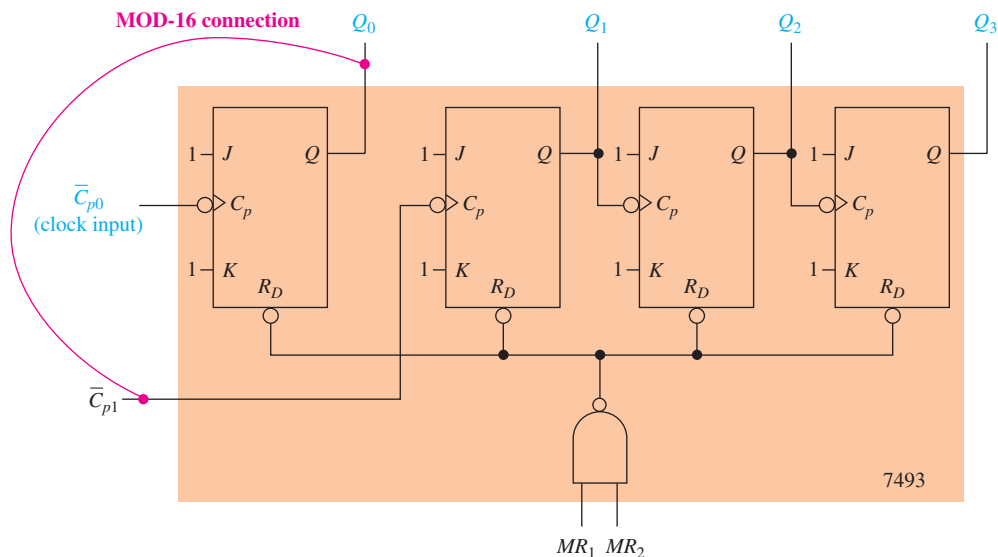 MOD-16 connection
Q0 Q1 Q2 Q3
1 J Q 1 J Q 1 J Q 1 J Q
C̅p0 Cp Cp Cp Cp
(clock input)
1 K 1 K 1 K 1 K
RD RD RD RD
C̅p1
7493
MR1 MR2